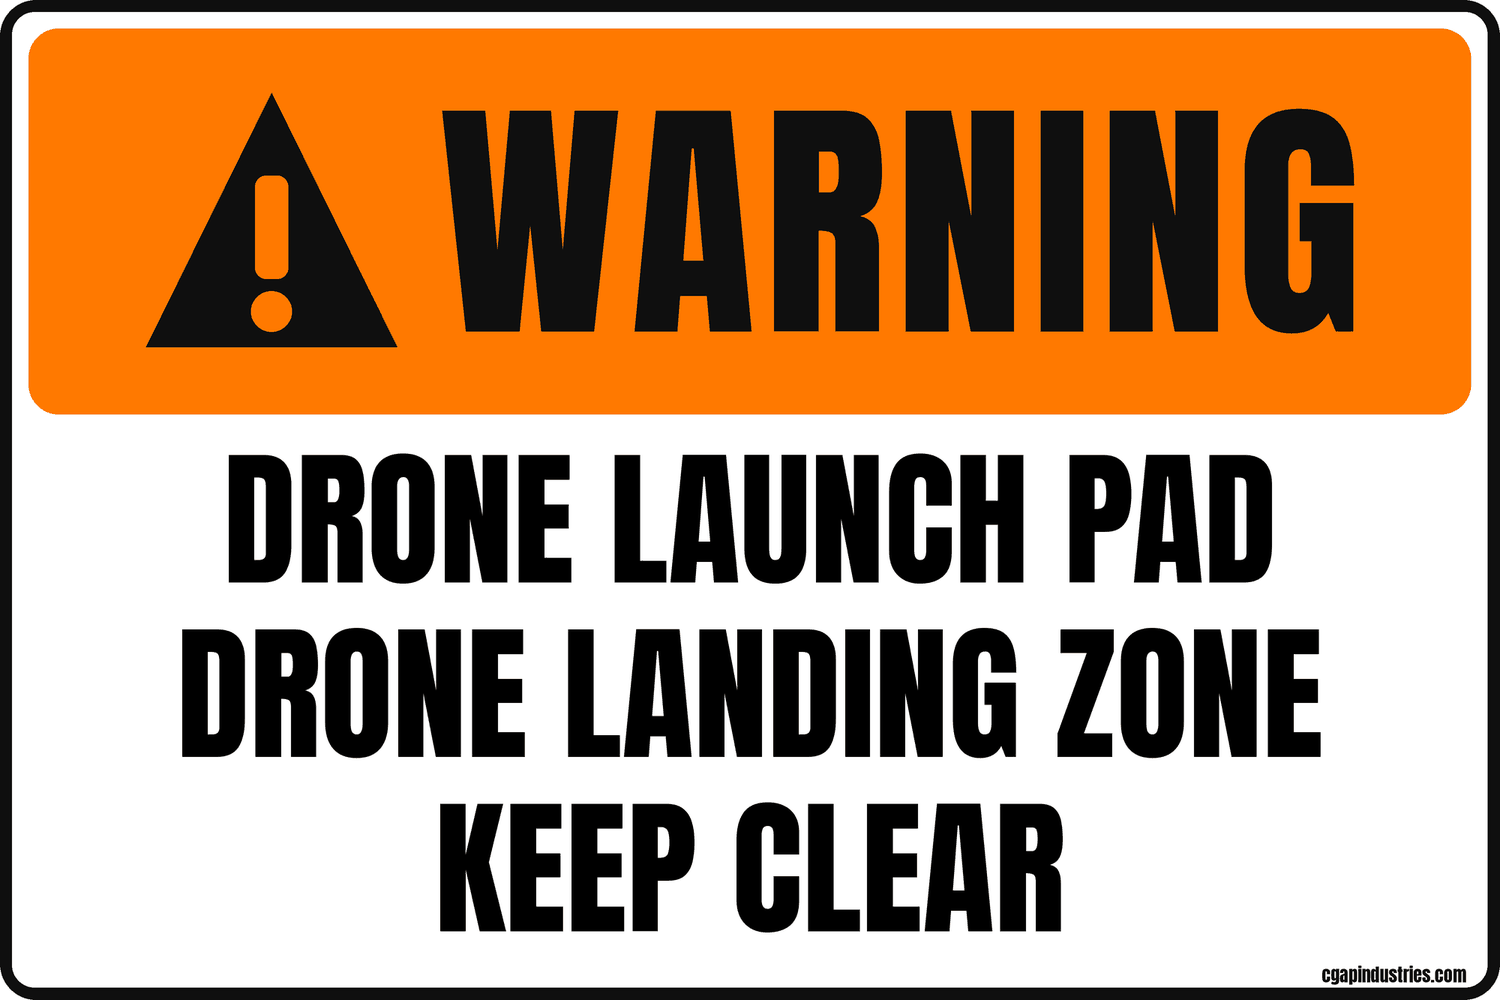 WARNING
DRONE LAUNCH PAD
DRONE LANDING ZONE
KEEP CLEAR
cgapindustries.com